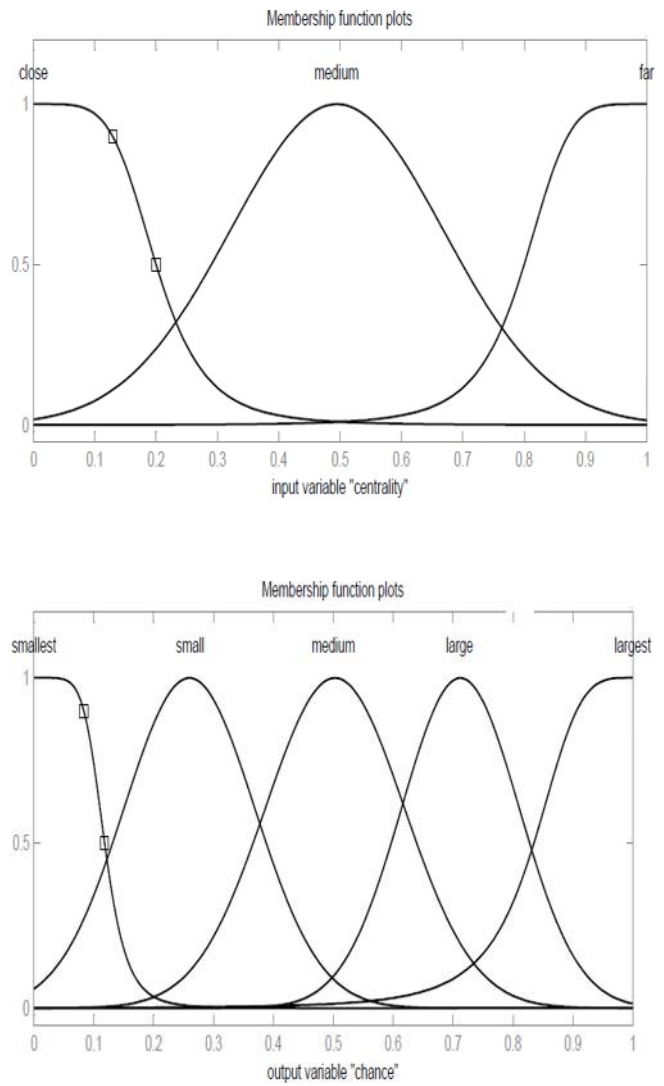 Membership function plots
close medium far
1
0.5
0
0 0.1 0.2 0.3 0.4 0.5 0.6 0.7 0.8 0.9 1
input variable "centrality"
Membership function plots
smallest small medium large largest
1
0.5
0
0 0.1 0.2 0.3 0.4 0.5 0.6 0.7 0.8 0.9 1
output variable "chance"